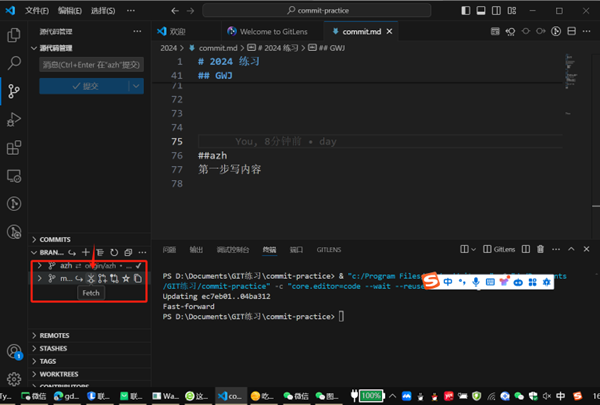 文件(F) 编辑(E) 选择(S) ··· commit-practice
源代码管理 ···
欢迎 Welcome to GitLens commit.md
源代码管理
2024 > commit.md > # 2024 练习 > ## GWJ
消息(Ctrl+Enter 在"azh"提交)
提交
1 # 2024 练习
41 ## GWJ
71
72
73
74
75 You, 8分钟前 • day
76 ##azh
77 第一步写内容
78
COMMITS
BRAN...
azh ⇄ origin/azh • ...
m...
Fetch
REMOTES
STASHES
TAGS
WORKTREES
CONTRIBUTORS
问题 输出 调试控制台 终端 端口 GITLENS GitLens
PS D:\Documents\GIT练习\commit-practice> & "c:/Program Files
/GIT练习/commit-practice" -c "core.editor=code --wait --reuse
Updating ec7eb01..04ba312
Fast-forward
PS D:\Documents\GIT练习\commit-practice>
中
1
Ty... 微信 gd... 联... 联... Wa... 这... co... 吃... 微信 图... 100% 中 16